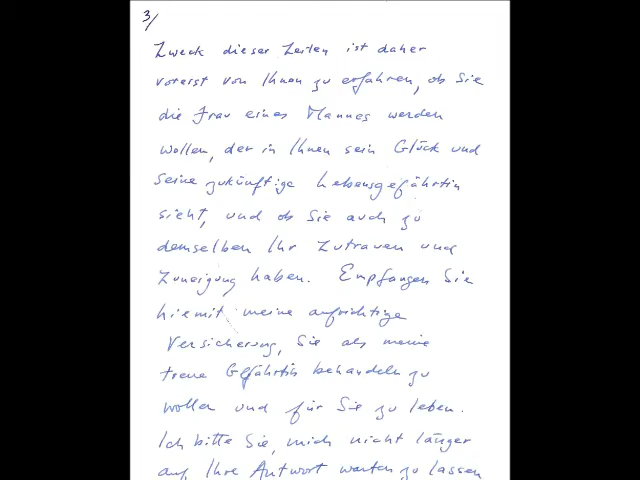 3/
Zweck dieser Zeilen ist daher
vorerst von Ihnen zu erfahren, ob Sie
die Frau eines Mannes werden
wollen, der in Ihnen sein Glück und
seine zukünftige Lebensgefährtin
sieht, und ob Sie auch zu
demselben Ihr Zutrauen und
Zuneigung haben. Empfangen Sie
hiemit meine aufrichtige
Versicherung, Sie als meine
treue Gefährtin behandeln zu
wollen und für Sie zu leben.
Ich bitte Sie, mich nicht länger
auf Ihre Antwort warten zu lassen